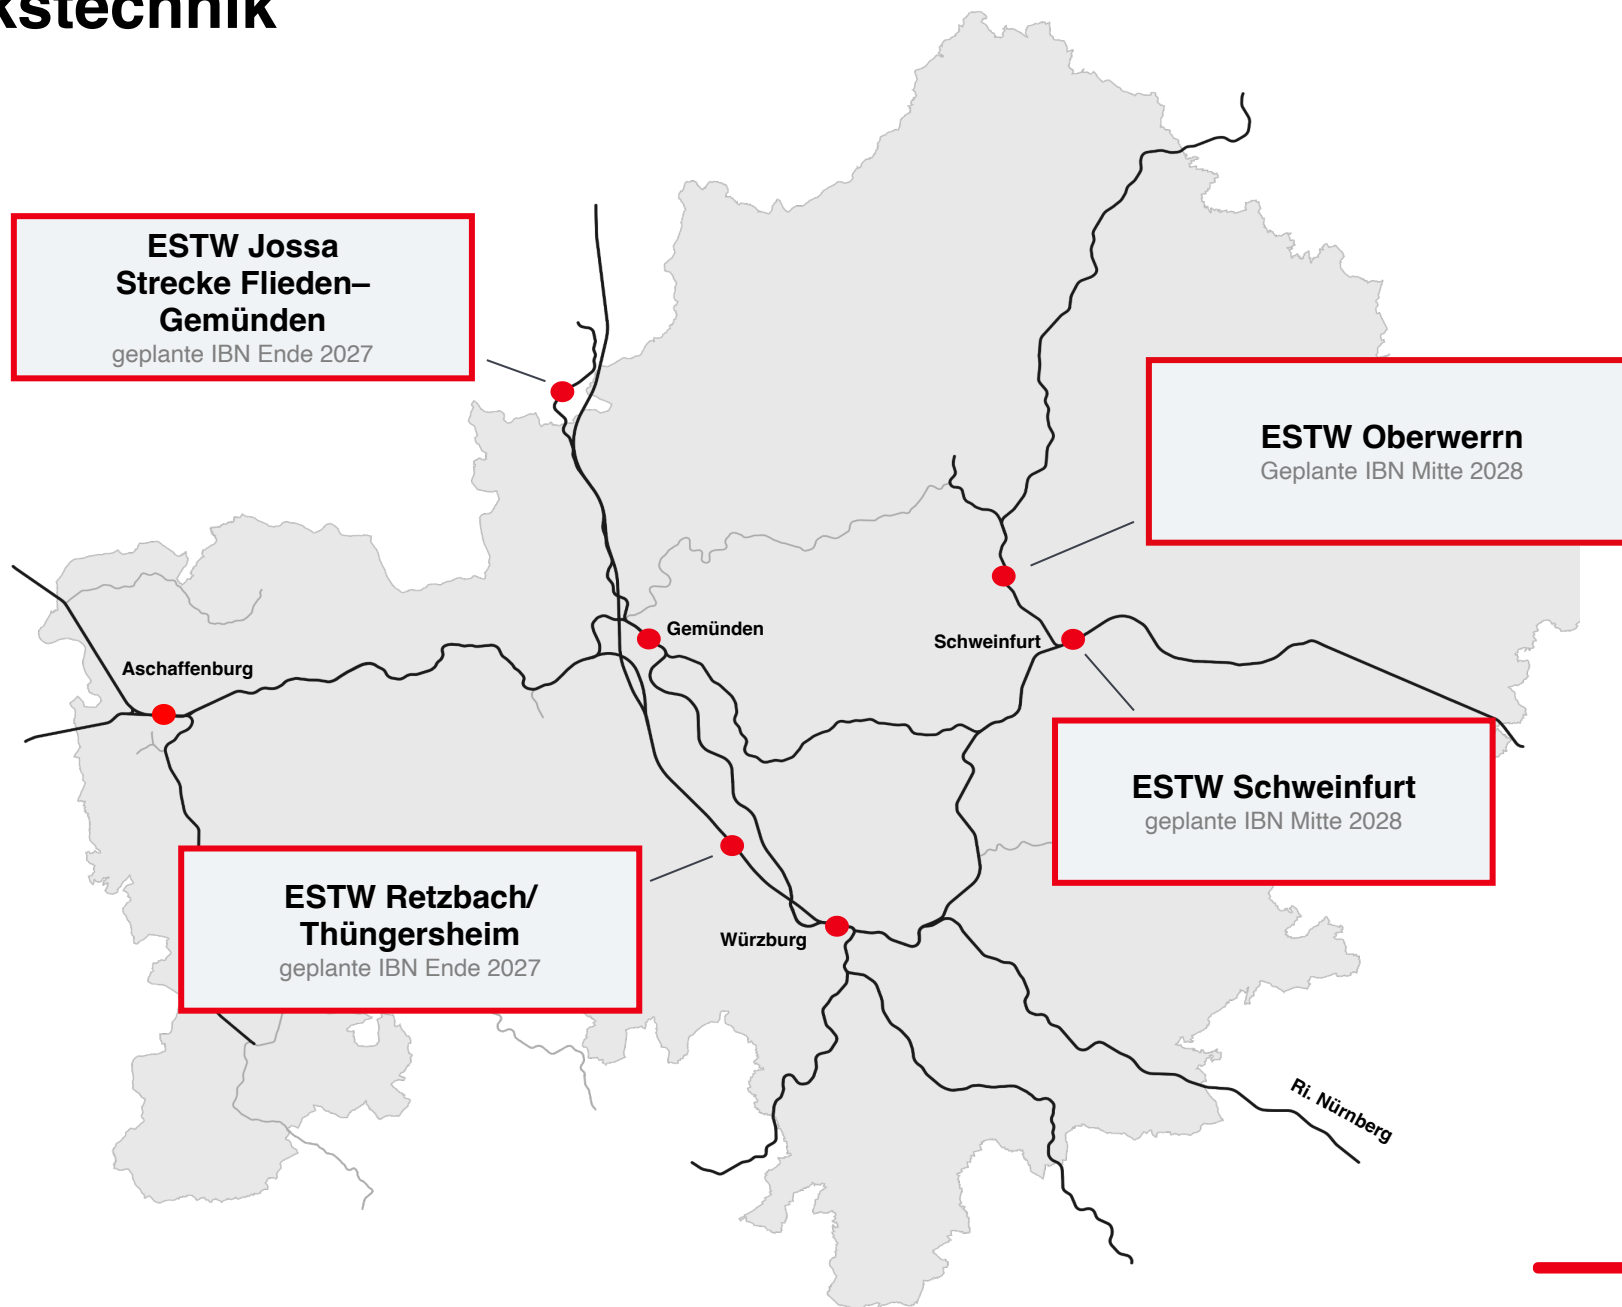 kstechnik
ESTW Jossa
Strecke Flieden–
Gemünden
geplante IBN Ende 2027
ESTW Oberwerrn
Geplante IBN Mitte 2028
Gemünden
Schweinfurt
Aschaffenburg
ESTW Schweinfurt
geplante IBN Mitte 2028
ESTW Retzbach/
Thüngersheim
geplante IBN Ende 2027
Würzburg
Ri. Nürnberg